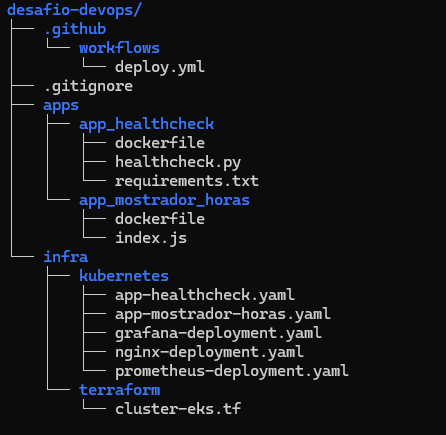 desafio-devops/
├── .github
│   └── workflows
│       └── deploy.yml
├── .gitignore
├── apps
│   ├── app_healthcheck
│   │   ├── dockerfile
│   │   ├── healthcheck.py
│   │   └── requirements.txt
│   └── app_mostrador_horas
│       ├── dockerfile
│       └── index.js
└── infra
    ├── kubernetes
    │   ├── app-healthcheck.yaml
    │   ├── app-mostrador-horas.yaml
    │   ├── grafana-deployment.yaml
    │   ├── nginx-deployment.yaml
    │   └── prometheus-deployment.yaml
    └── terraform
        └── cluster-eks.tf